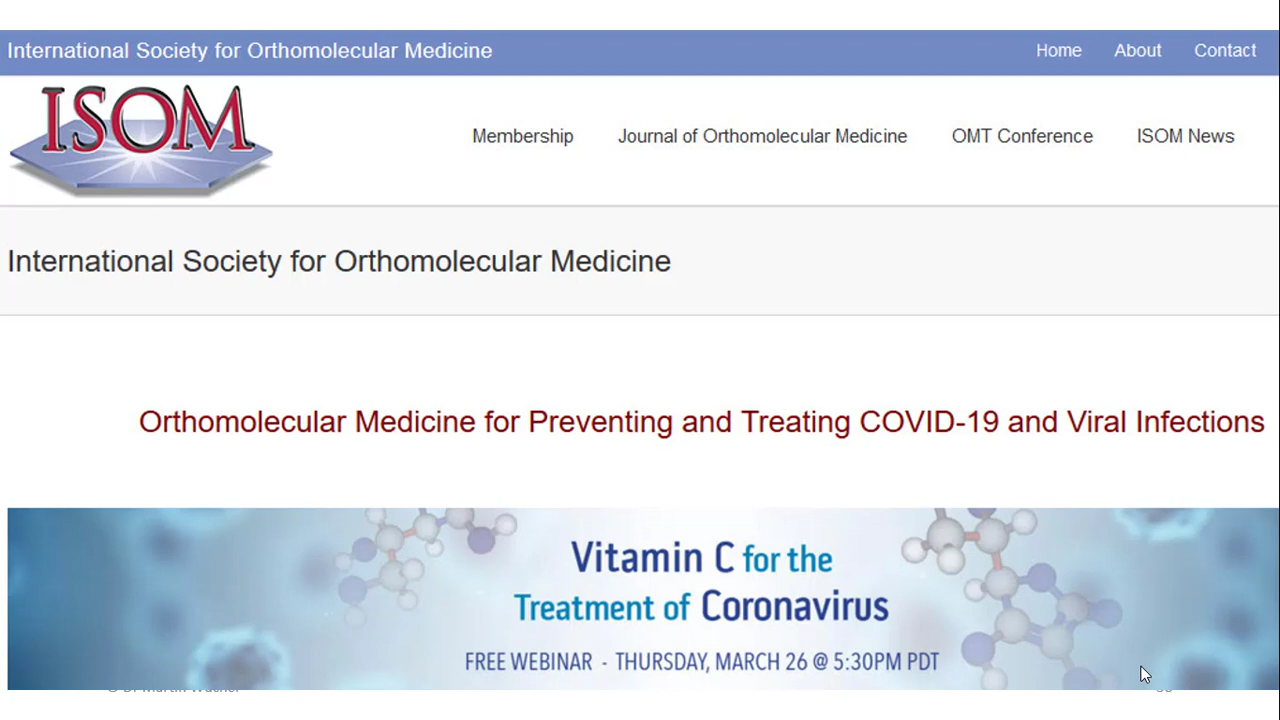 International Society for Orthomolecular Medicine
Home About Contact
ISOM
Membership Journal of Orthomolecular Medicine OMT Conference ISOM News
International Society for Orthomolecular Medicine
Orthomolecular Medicine for Preventing and Treating COVID-19 and Viral Infections
Vitamin C for the
Treatment of Coronavirus
FREE WEBINAR - THURSDAY, MARCH 26 @ 5:30PM PDT